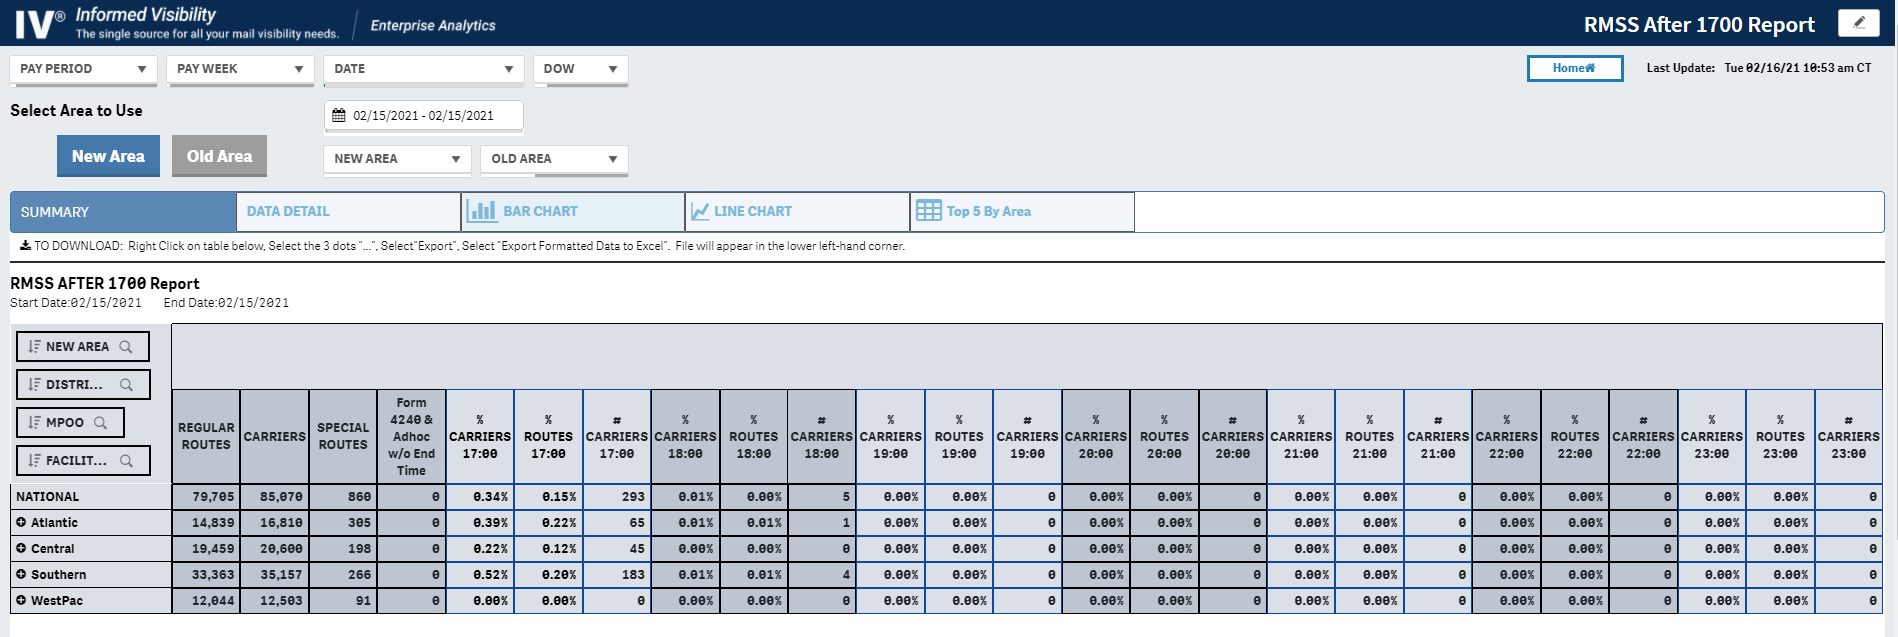 IV® Informed Visibility
The single source for all your mail visibility needs.
Enterprise Analytics
RMSS After 1700 Report
PAY PERIOD PAY WEEK DATE DOW
Home Last Update: Tue 02/16/21 10:53 am CT
Select Area to Use
02/15/2021 - 02/15/2021
New Area Old Area
NEW AREA OLD AREA
SUMMARY DATA DETAIL BAR CHART LINE CHART Top 5 By Area
TO DOWNLOAD: Right Click on table below, Select the 3 dots "...", Select"Export", Select "Export Formatted Data to Excel". File will appear in the lower left-hand corner.
RMSS AFTER 1700 Report
Start Date:02/15/2021 End Date:02/15/2021
NEW AREA
DISTRI...
MPOO
FACILIT...
REGULAR ROUTES CARRIERS SPECIAL ROUTES Form 4240 & Adhoc w/o End Time % CARRIERS 17:00 % ROUTES 17:00 # CARRIERS 17:00 % CARRIERS 18:00 % ROUTES 18:00 # CARRIERS 18:00 % CARRIERS 19:00 % ROUTES 19:00 # CARRIERS 19:00 % CARRIERS 20:00 % ROUTES 20:00 # CARRIERS 20:00 % CARRIERS 21:00 % ROUTES 21:00 # CARRIERS 21:00 % CARRIERS 22:00 % ROUTES 22:00 # CARRIERS 22:00 % CARRIERS 23:00 % ROUTES 23:00 # CARRIERS 23:00
NATIONAL 79,705 85,070 860 0 0.34% 0.15% 293 0.01% 0.00% 5 0.00% 0.00% 0 0.00% 0.00% 0 0.00% 0.00% 0 0.00% 0.00% 0 0.00% 0.00% 0
Atlantic 14,839 16,810 305 0 0.39% 0.22% 65 0.01% 0.01% 1 0.00% 0.00% 0 0.00% 0.00% 0 0.00% 0.00% 0 0.00% 0.00% 0 0.00% 0.00% 0
Central 19,459 20,600 198 0 0.22% 0.12% 45 0.00% 0.00% 0 0.00% 0.00% 0 0.00% 0.00% 0 0.00% 0.00% 0 0.00% 0.00% 0 0.00% 0.00% 0
Southern 33,363 35,157 266 0 0.52% 0.20% 183 0.01% 0.01% 4 0.00% 0.00% 0 0.00% 0.00% 0 0.00% 0.00% 0 0.00% 0.00% 0 0.00% 0.00% 0
WestPac 12,044 12,503 91 0 0.00% 0.00% 0 0.00% 0.00% 0 0.00% 0.00% 0 0.00% 0.00% 0 0.00% 0.00% 0 0.00% 0.00% 0 0.00% 0.00% 0